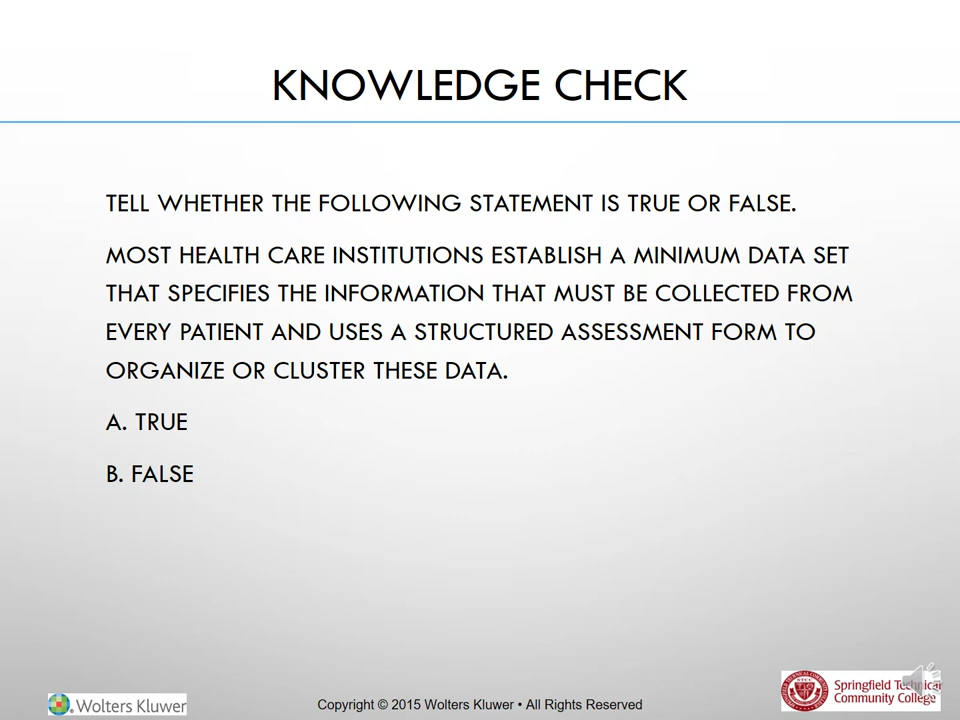 KNOWLEDGE CHECK
TELL WHETHER THE FOLLOWING STATEMENT IS TRUE OR FALSE.
MOST HEALTH CARE INSTITUTIONS ESTABLISH A MINIMUM DATA SET
THAT SPECIFIES THE INFORMATION THAT MUST BE COLLECTED FROM
EVERY PATIENT AND USES A STRUCTURED ASSESSMENT FORM TO
ORGANIZE OR CLUSTER THESE DATA.
A. TRUE
B. FALSE
Wolters Kluwer
Copyright © 2015 Wolters Kluwer • All Rights Reserved
Springfield Technical
Community College